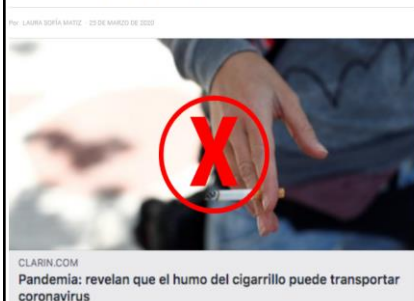 Por: LAURA SOFÍA MATIZ · 23 DE MARZO DE 2020
X
CLARIN.COM
Pandemia: revelan que el humo del cigarrillo puede transportar
coronavirus